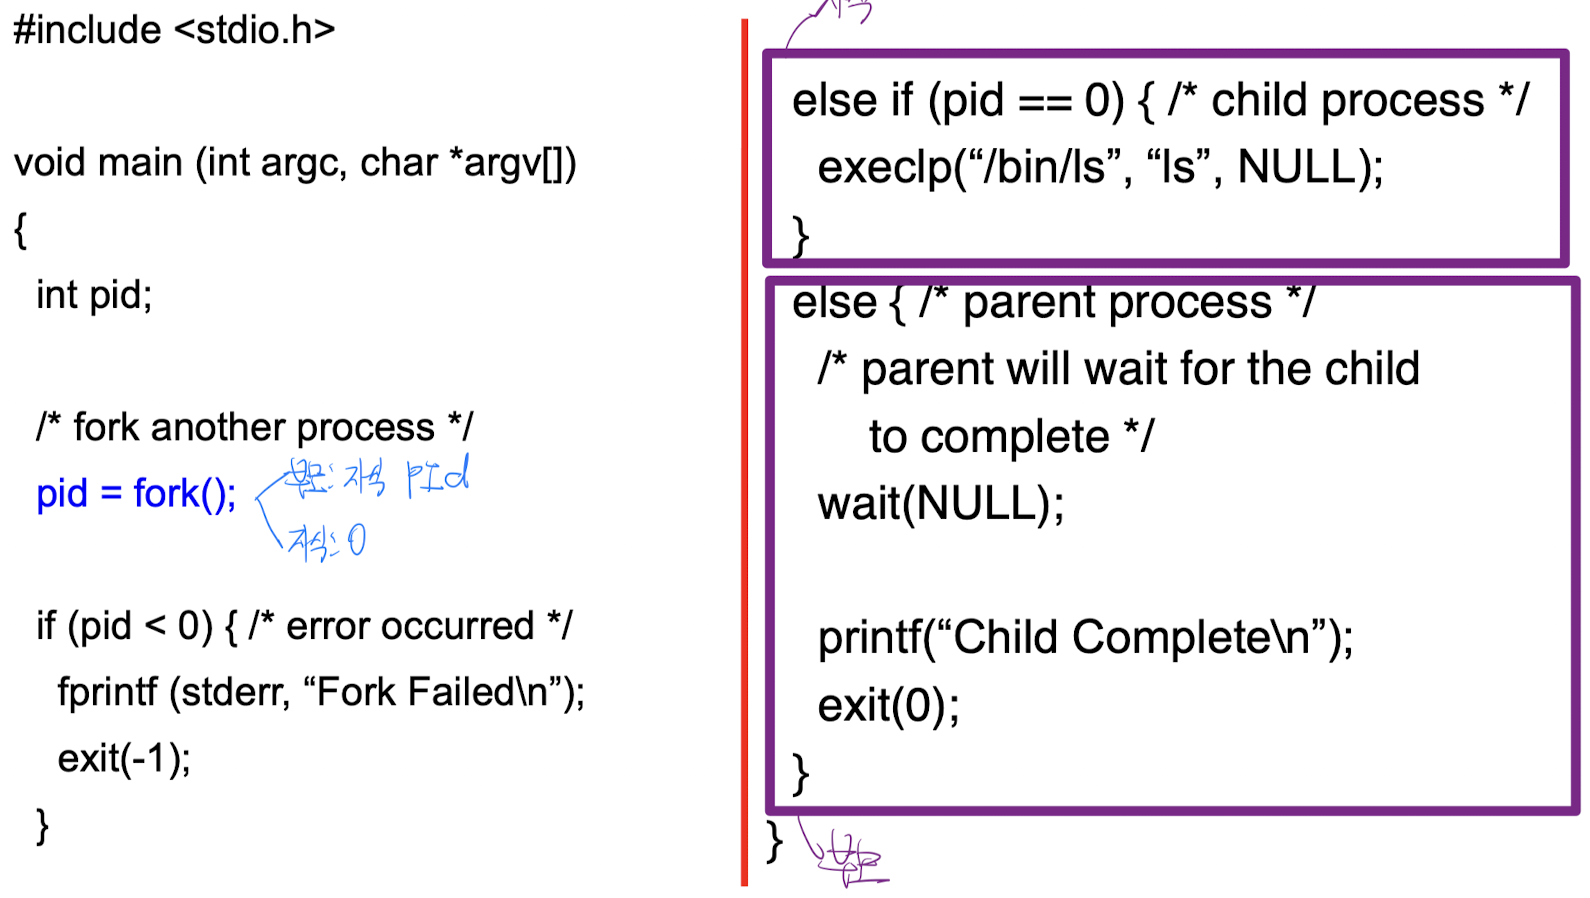 #include <stdio.h>
void main (int argc, char *argv[])
{
int pid;
/* fork another process */
pid = fork();
부모: 자식 PId
자식: 0
if (pid < 0) { /* error occurred */
fprintf (stderr, “Fork Failed\n”);
exit(-1);
}
else if (pid == 0) { /* child process */
execlp(“/bin/ls”, “ls”, NULL);
}
else { /* parent process */
/* parent will wait for the child
to complete */
wait(NULL);
printf(“Child Complete\n”);
exit(0);
}
}
부모